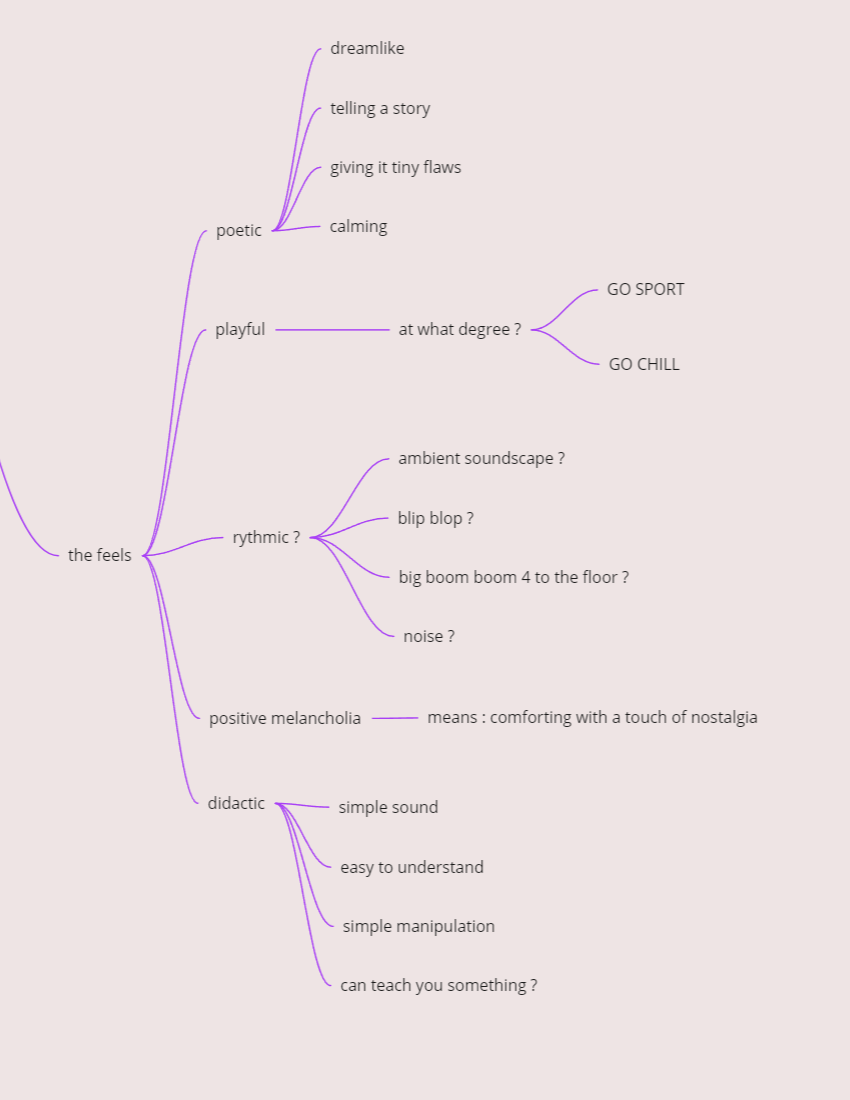 dreamlike
telling a story
giving it tiny flaws
calming
poetic
GO SPORT
playful
at what degree ?
GO CHILL
ambient soundscape ?
blip blop ?
rythmic ?
the feels
big boom boom 4 to the floor ?
noise ?
positive melancholia
means : comforting with a touch of nostalgia
didactic
simple sound
easy to understand
simple manipulation
can teach you something ?